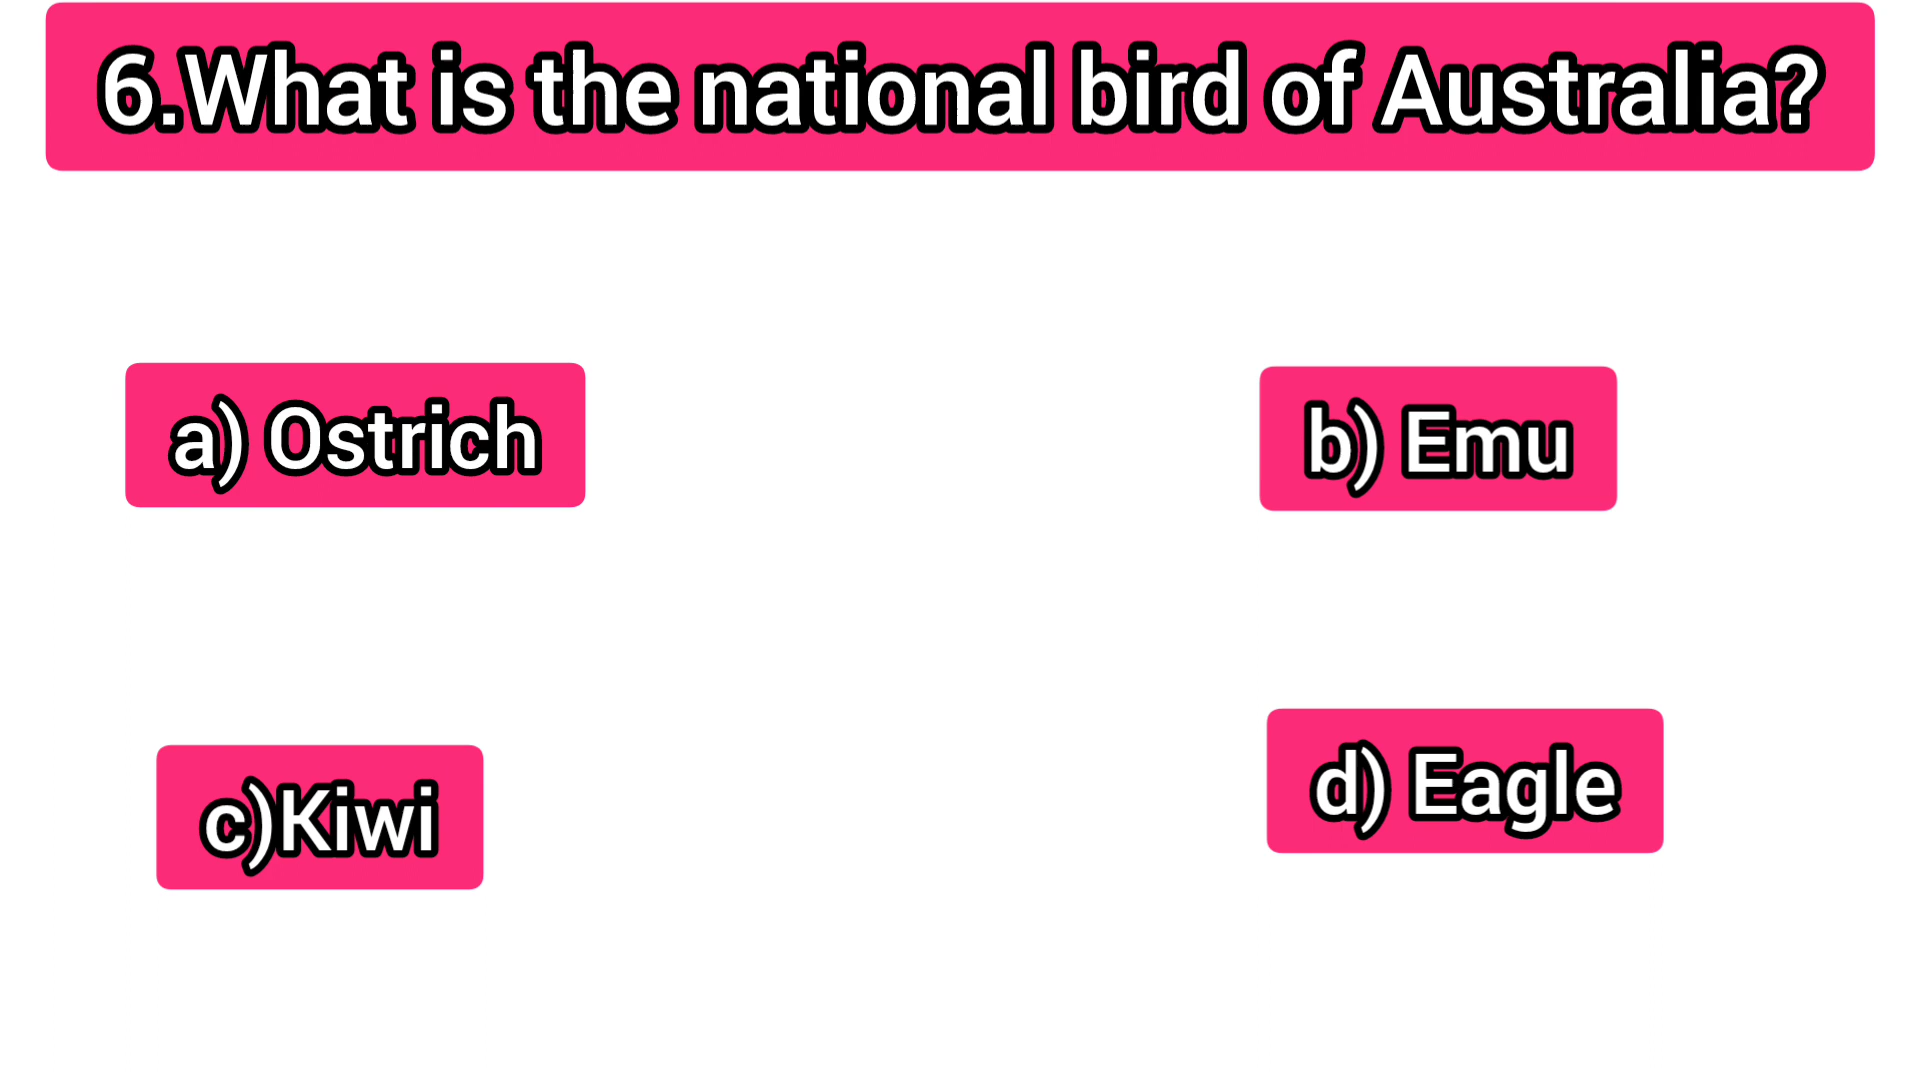 6.What is the national bird of Australia?
a) Ostrich
b) Emu
c)Kiwi
d) Eagle